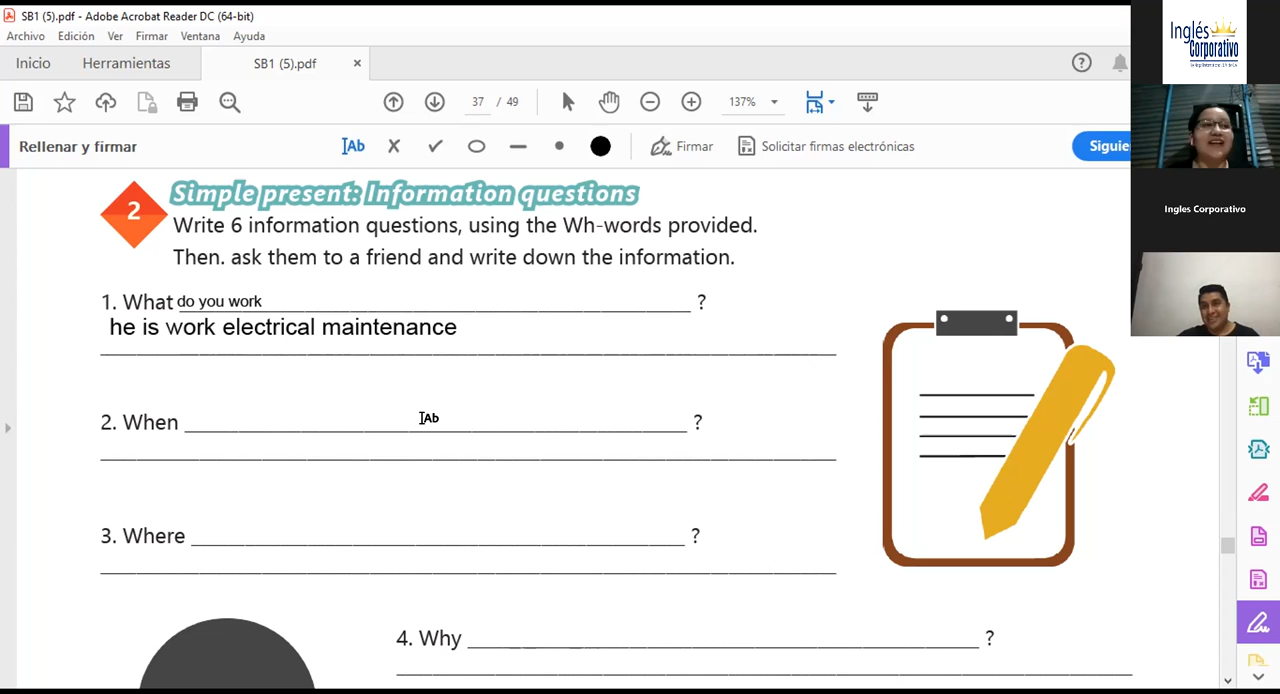 SB1 (5).pdf - Adobe Acrobat Reader DC (64-bit)
Archivo Edición Ver Firmar Ventana Ayuda
Inicio Herramientas SB1 (5).pdf ×
37 / 49 137%
Rellenar y firmar IAb Firmar Solicitar firmas electrónicas Siguie
Inglés
Corporativo
Ingles Corporativo
2
Simple present: Information questions
Write 6 information questions, using the Wh-words provided.
Then. ask them to a friend and write down the information.
1. What do you work ?
he is work electrical maintenance
2. When ?
IAb
3. Where ?
4. Why ?